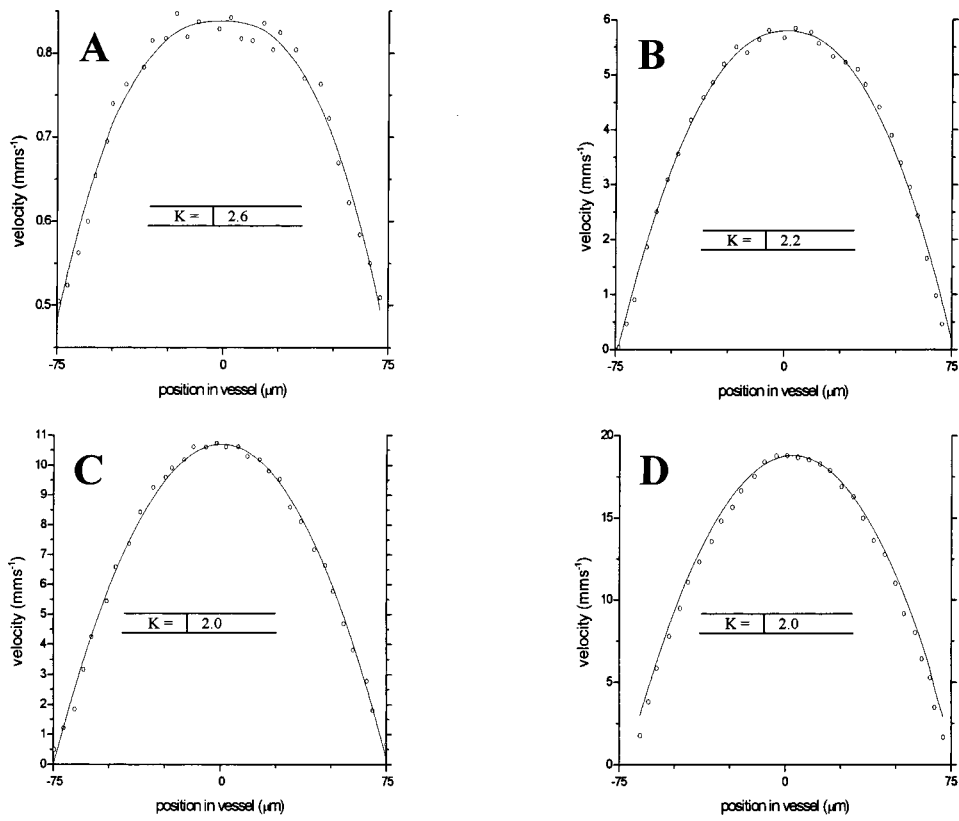 A
0.8
0.7
0.6
0.5
velocity (mms⁻¹)
K = 2.6
-75 0 75
position in vessel (μm)
B
6
5
4
3
2
1
0
velocity (mms⁻¹)
K = 2.2
-75 0 75
position in vessel (μm)
C
11
10
9
8
7
6
5
4
3
2
1
0
velocity (mms⁻¹)
K = 2.0
-75 0 75
position in vessel (μm)
D
20
15
10
5
0
velocity (mms⁻¹)
K = 2.0
-75 0 75
position in vessel (μm)